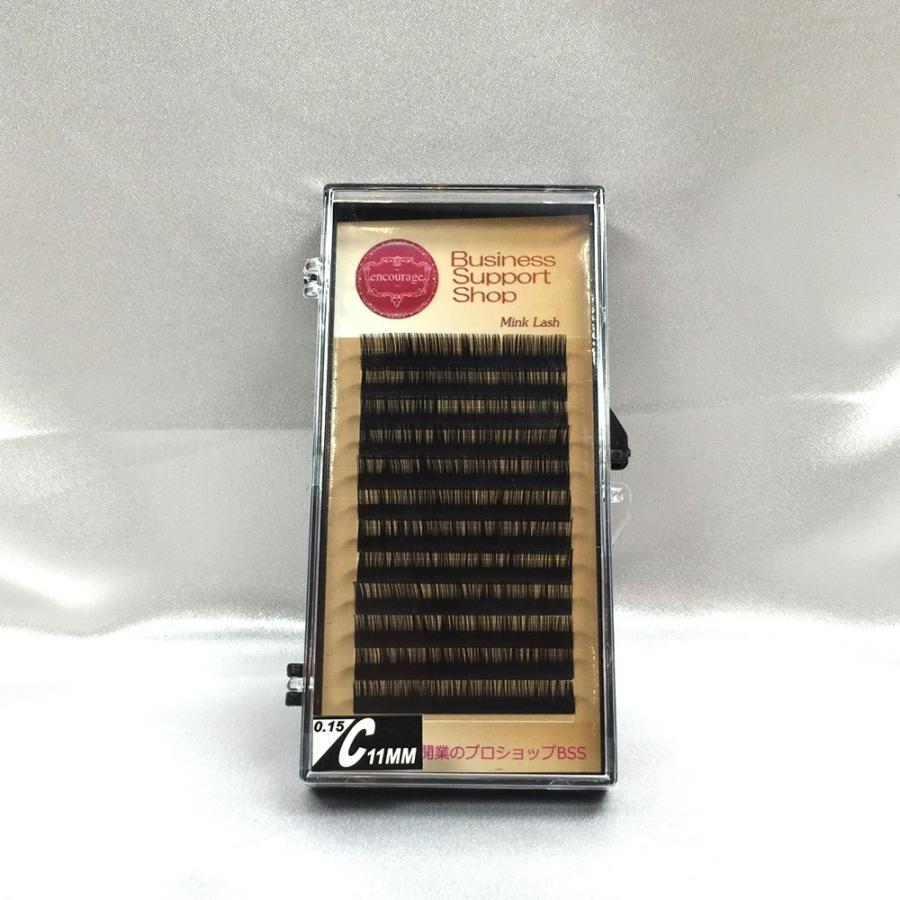 encourage.
Business
Support
Shop
Mink Lash
0.15
C 11MM
開業のプロショップBSS